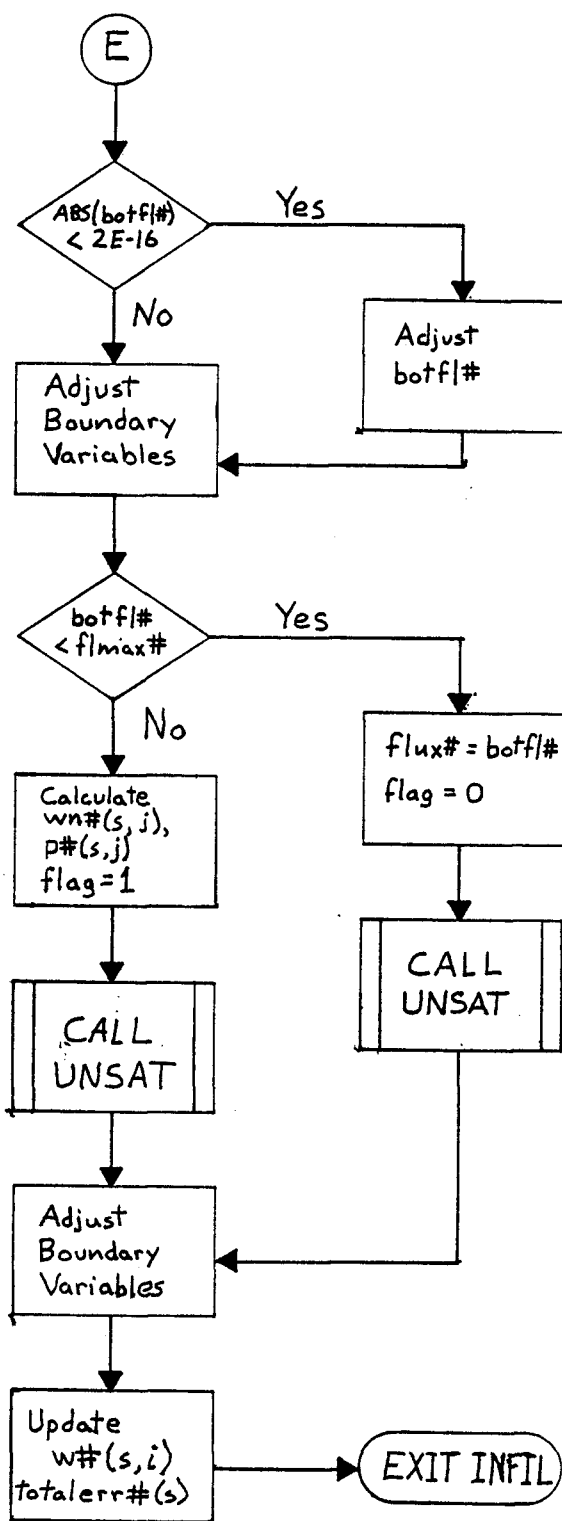 E
ABS(botfl#)
< 2E-16
Yes
No
Adjust
botfl#
Adjust
Boundary
Variables
botfl#
< flmax#
Yes
No
flux# = botfl#
flag = 0
Calculate
wn#(s,j),
p#(s,j)
flag=1
CALL
UNSAT
CALL
UNSAT
Adjust
Boundary
Variables
Update
w#(s,i)
totalerr#(s)
EXIT INFIL